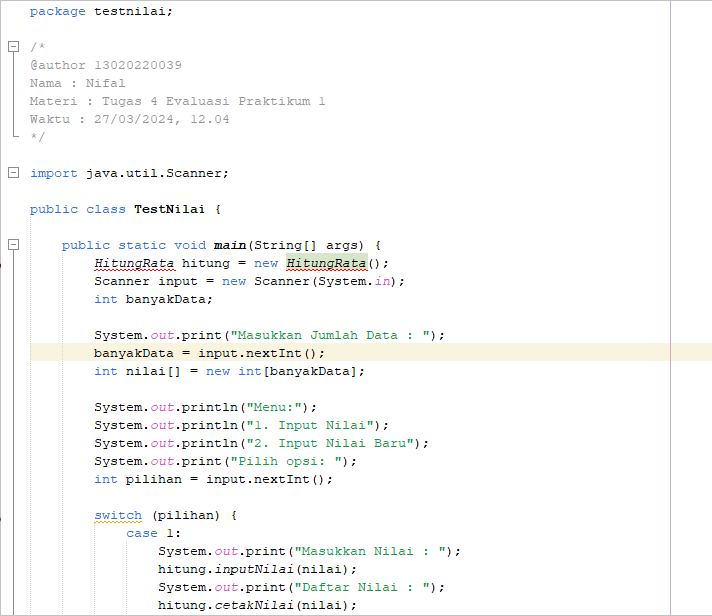 package testnilai;
/*
@author 13020220039
Nama : Nifal
Materi : Tugas 4 Evaluasi Praktikum 1
Waktu : 27/03/2024, 12.04
*/
import java.util.Scanner;
public class TestNilai {
public static void main(String[] args) {
HitungRata hitung = new HitungRata();
Scanner input = new Scanner(System.in);
int banyakData;
System.out.print("Masukkan Jumlah Data : ");
banyakData = input.nextInt();
int nilai[] = new int[banyakData];
System.out.println("Menu:");
System.out.println("1. Input Nilai");
System.out.println("2. Input Nilai Baru");
System.out.print("Pilih opsi: ");
int pilihan = input.nextInt();
switch (pilihan) {
case 1:
System.out.print("Masukkan Nilai : ");
hitung.inputNilai(nilai);
System.out.print("Daftar Nilai : ");
hitung.cetakNilai(nilai);